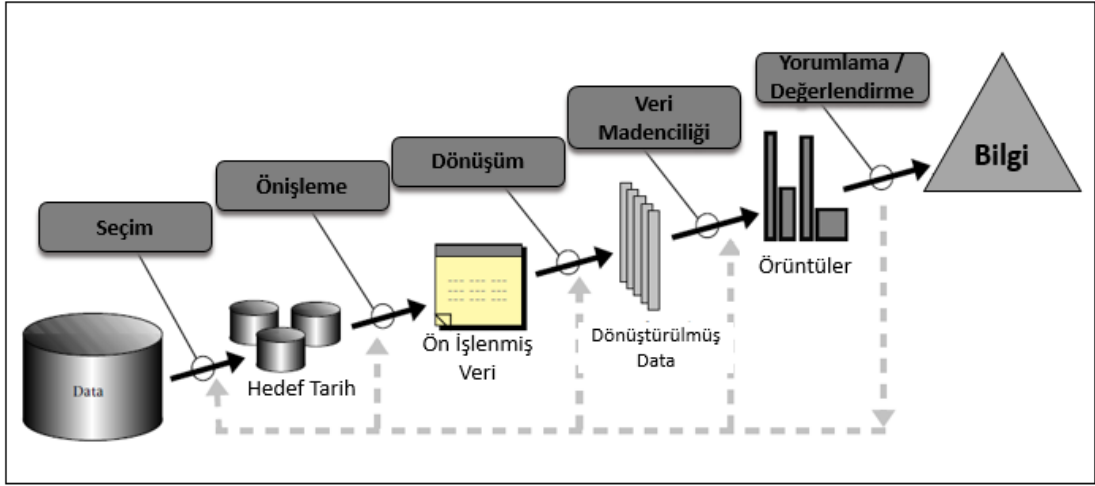 Seçim
Önişleme
Dönüşüm
Veri
Madenciliği
Yorumlama /
Değerlendirme
Data
Hedef Tarih
Ön İşlenmiş
Veri
Dönüştürülmüş
Data
Örüntüler
Bilgi